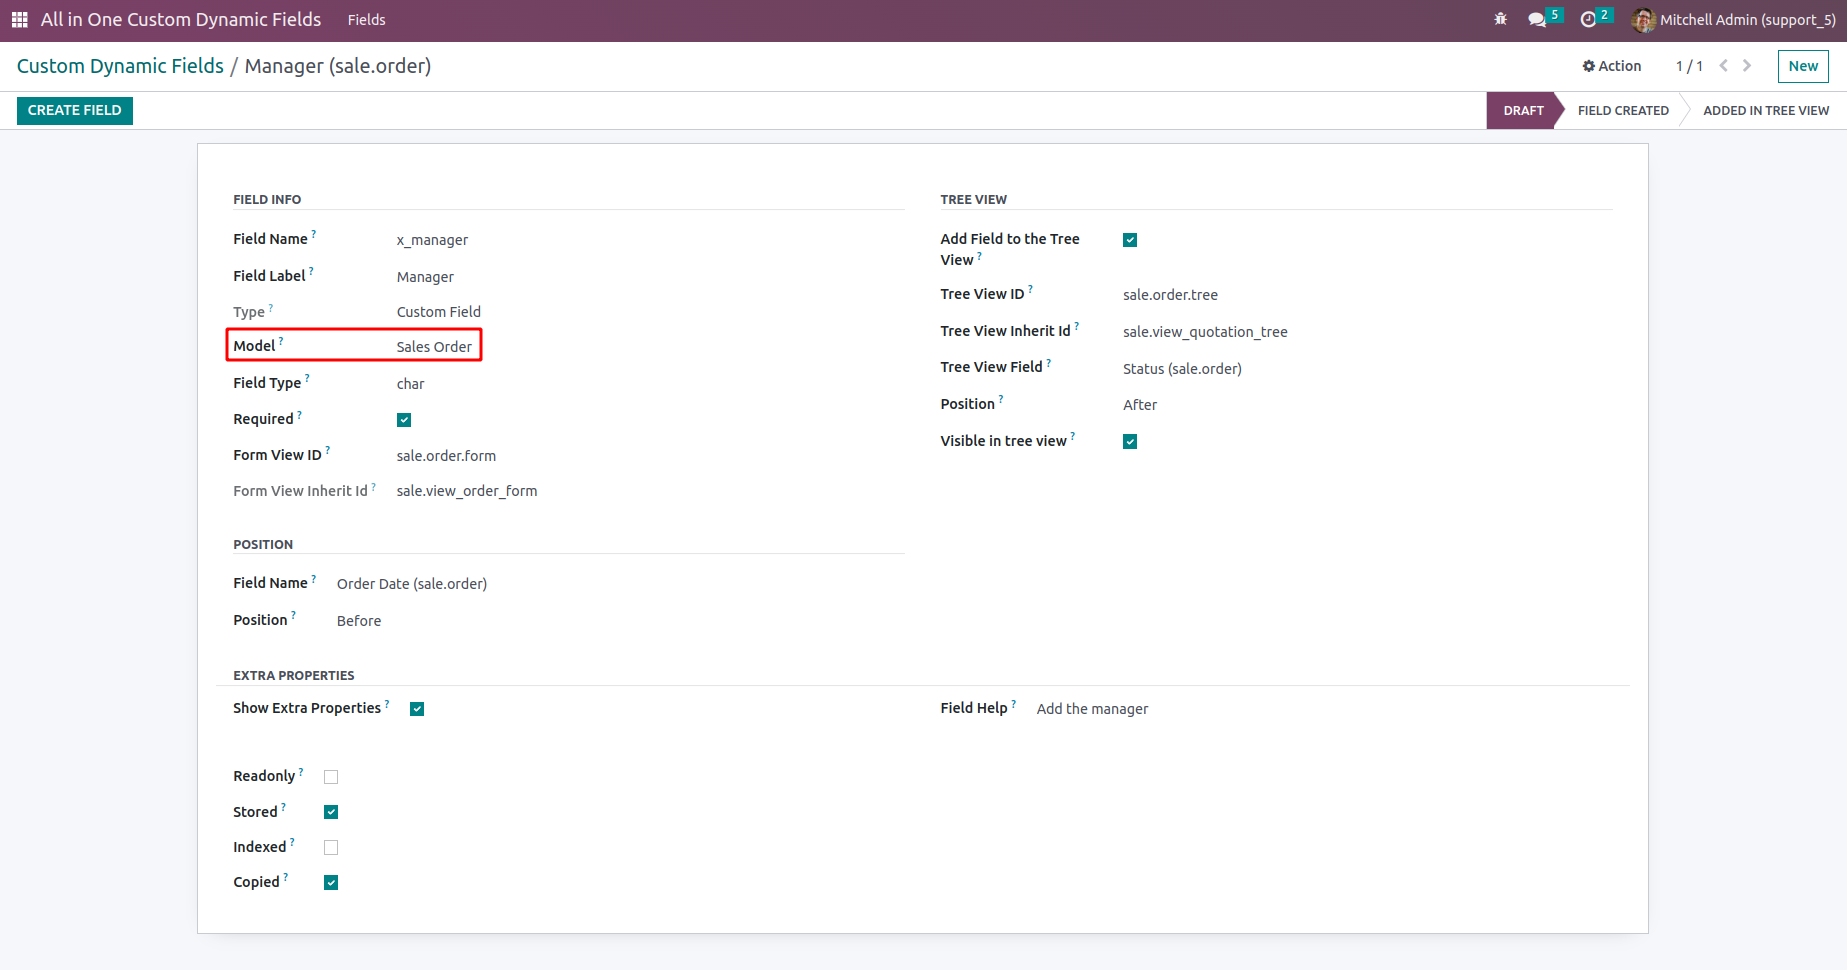 All in One Custom Dynamic Fields Fields 5 2 Mitchell Admin (support_5)
Custom Dynamic Fields / Manager (sale.order) Action 1 / 1 New
CREATE FIELD DRAFT FIELD CREATED ADDED IN TREE VIEW
FIELD INFO
Field Name ? x_manager
Field Label ? Manager
Type ? Custom Field
Model ? Sales Order
Field Type ? char
Required ?
Form View ID ? sale.order.form
Form View Inherit Id ? sale.view_order_form
TREE VIEW
Add Field to the Tree
View ?
Tree View ID ? sale.order.tree
Tree View Inherit Id ? sale.view_quotation_tree
Tree View Field ? Status (sale.order)
Position ? After
Visible in tree view ?
POSITION
Field Name ? Order Date (sale.order)
Position ? Before
EXTRA PROPERTIES
Show Extra Properties ?
Field Help ? Add the manager
Readonly ?
Stored ?
Indexed ?
Copied ?